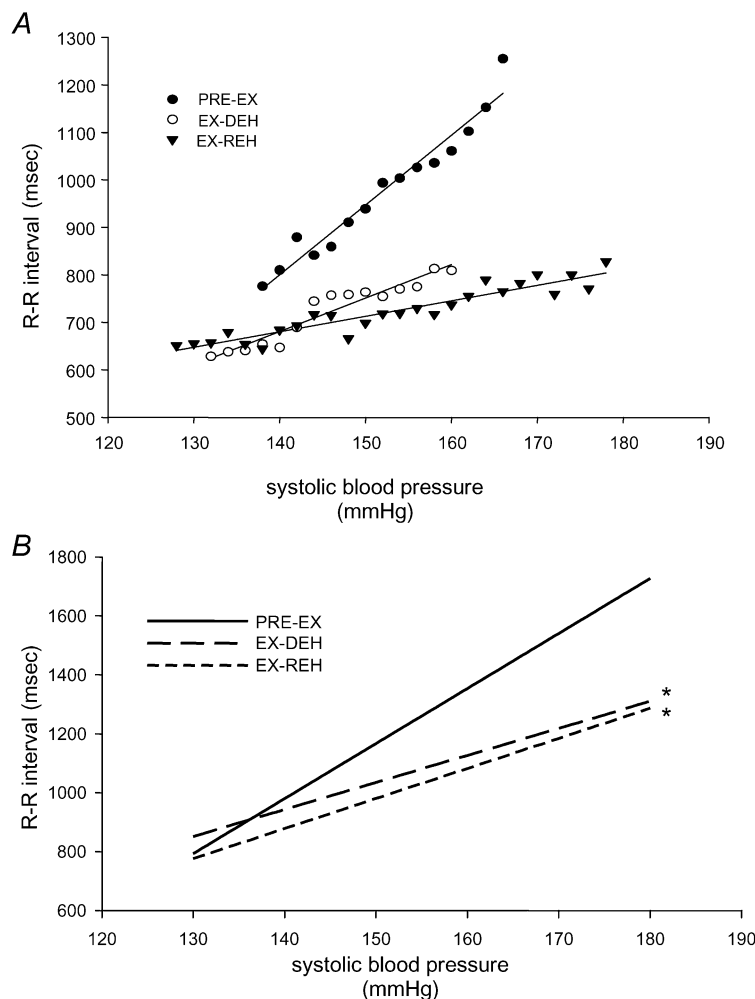 A
1300
1200
1100
1000
900
800
700
600
500
R-R interval (msec)
PRE-EX
EX-DEH
EX-REH
120 130 140 150 160 170 180 190
systolic blood pressure
(mmHg)
B
1800
1600
1400
1200
1000
800
600
R-R interval (msec)
PRE-EX
EX-DEH
EX-REH
*
*
120 130 140 150 160 170 180 190
systolic blood pressure
(mmHg)